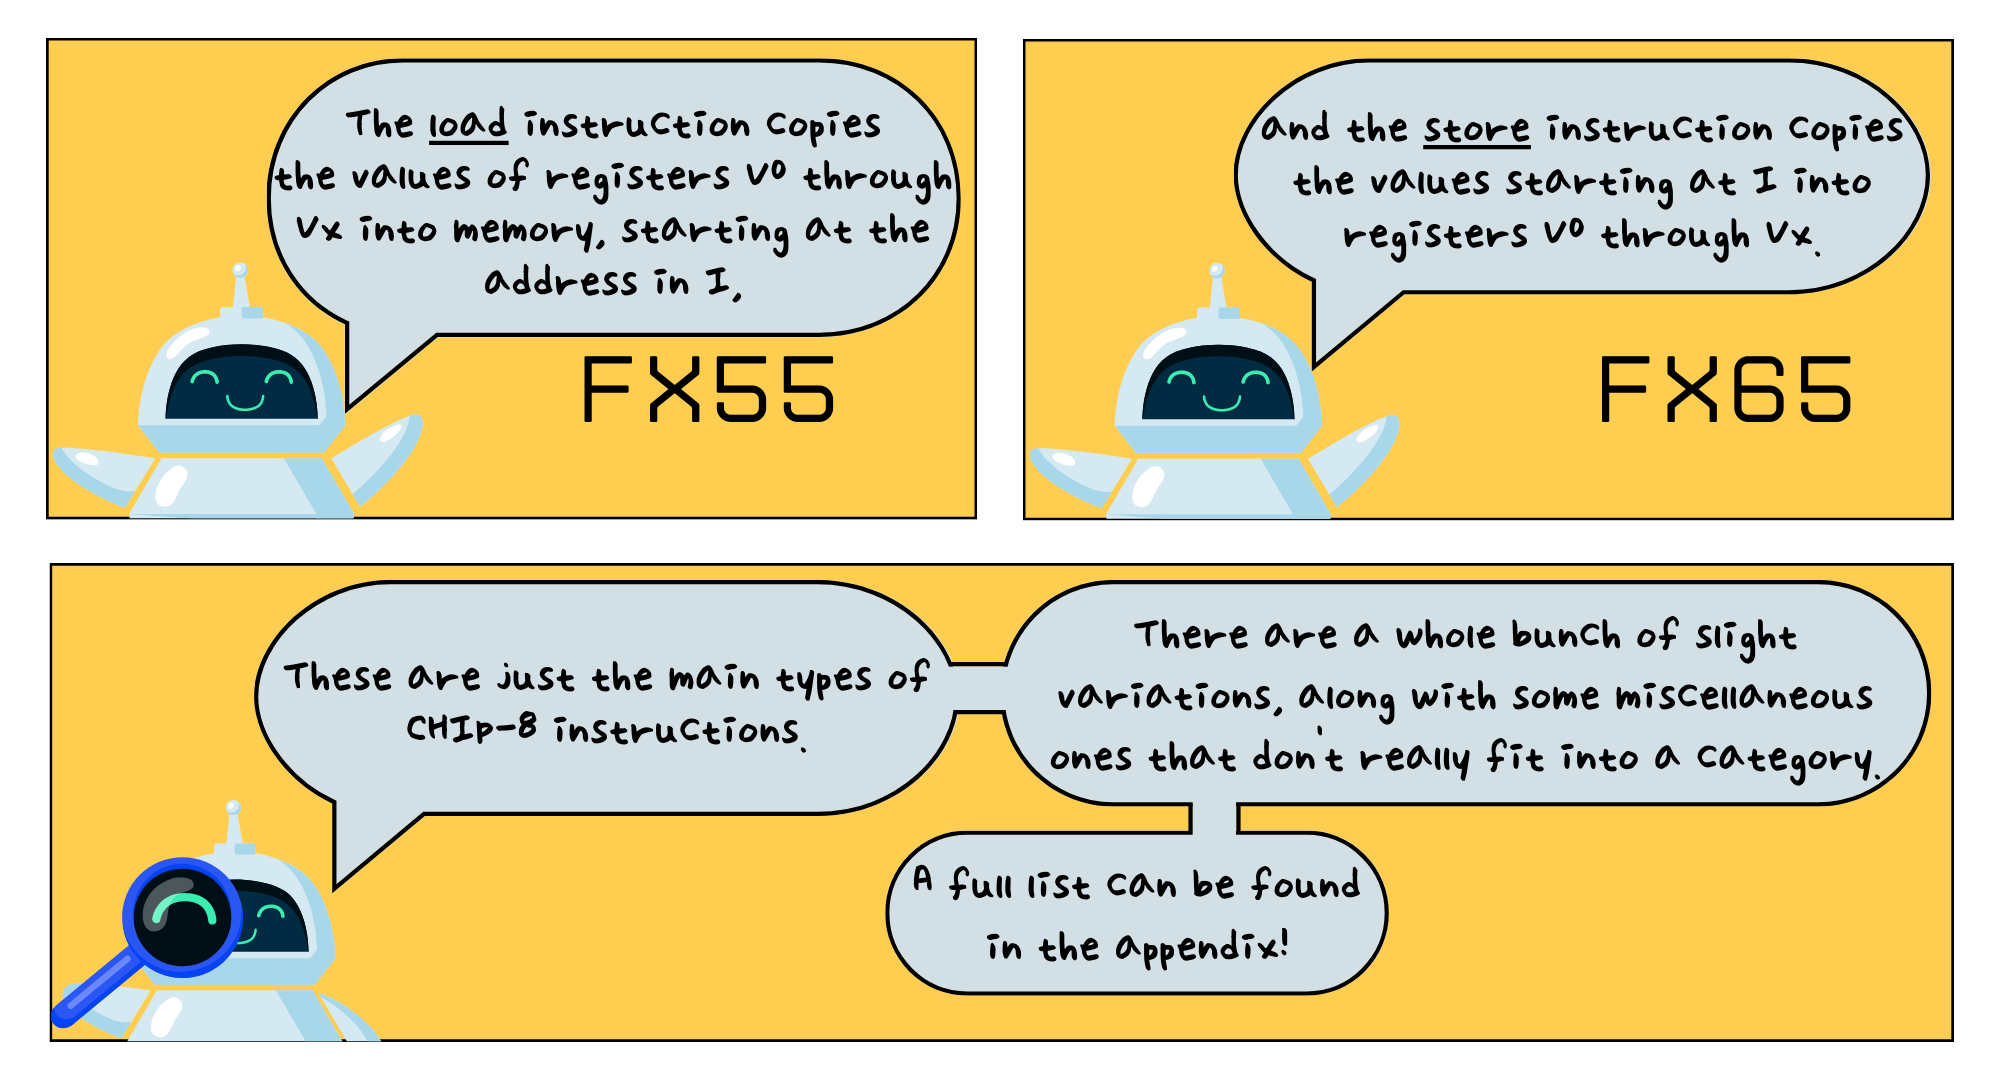 The load instruction copies
the values of registers V0 through
Vx into memory, starting at the
address in I,
FX55
and the store instruction copies
the values starting at I into
registers V0 through Vx.
FX65
These are just the main types of
CHIp-8 instructions.
There are a whole bunch of slight
variations, along with some miscellaneous
ones that don't really fit into a category.
A full list can be found
in the appendix!